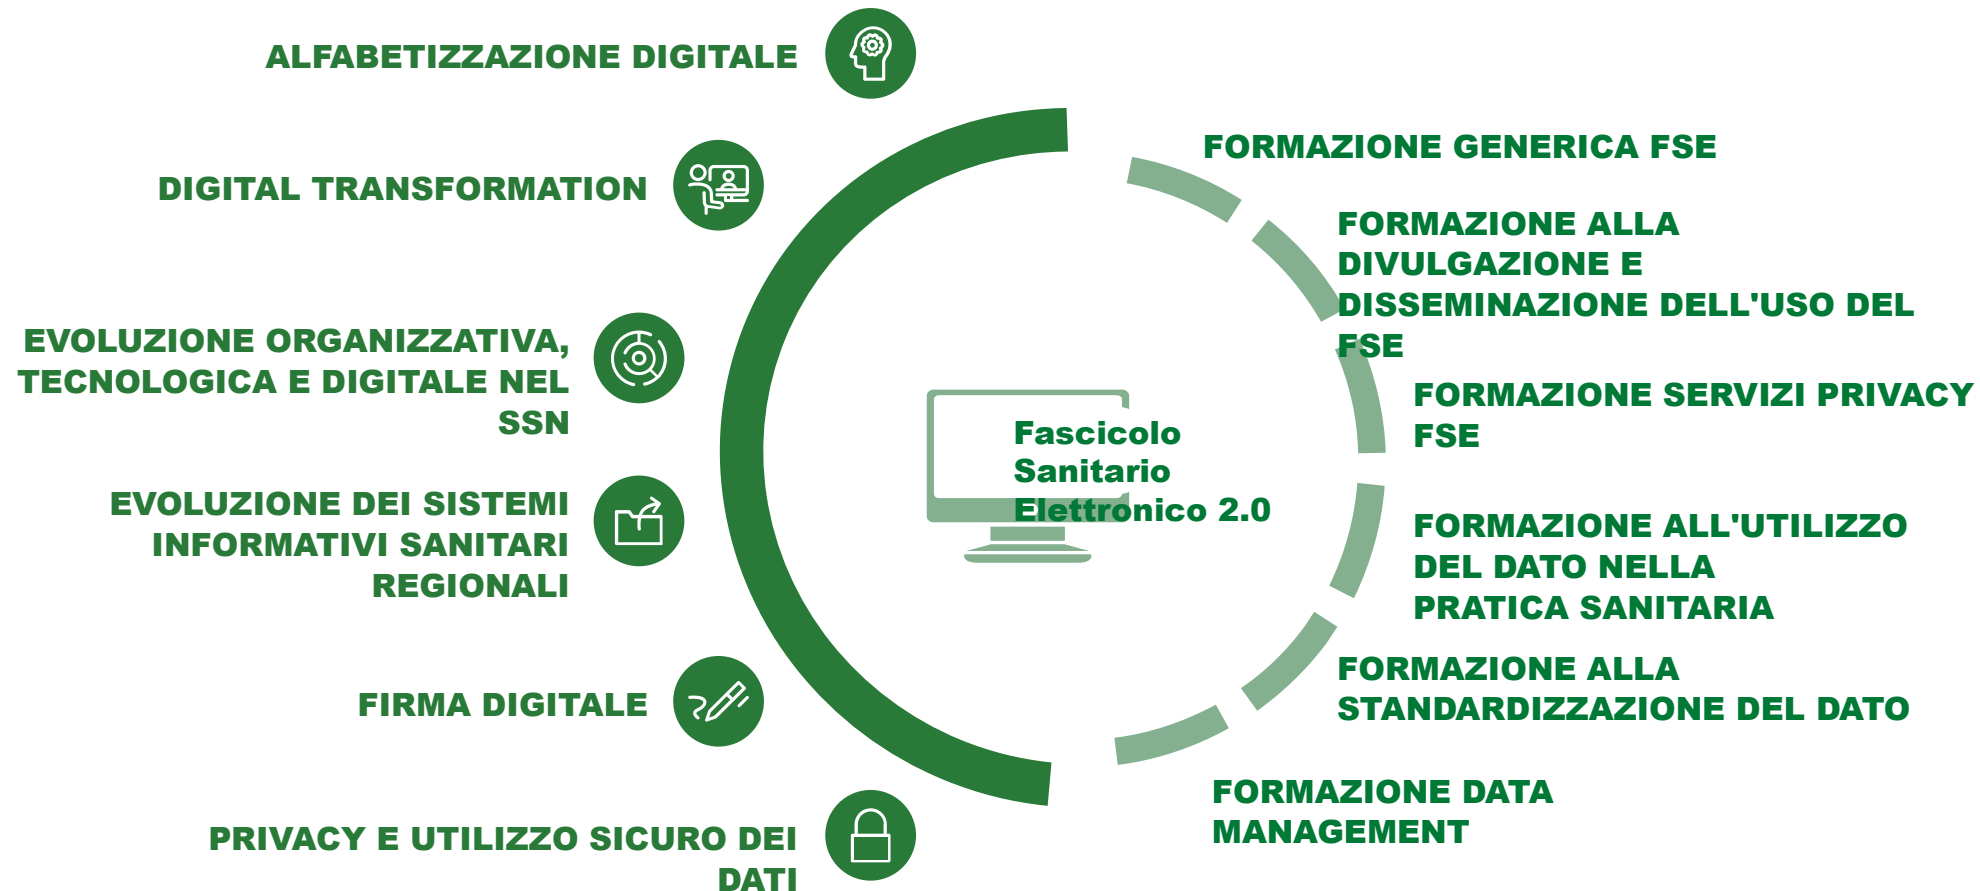 ALFABETIZZAZIONE DIGITALE
DIGITAL TRANSFORMATION
EVOLUZIONE ORGANIZZATIVA,
TECNOLOGICA E DIGITALE NEL
SSN
EVOLUZIONE DEI SISTEMI
INFORMATIVI SANITARI
REGIONALI
FIRMA DIGITALE
PRIVACY E UTILIZZO SICURO DEI
DATI
Fascicolo
Sanitario
Elettronico 2.0
FORMAZIONE GENERICA FSE
FORMAZIONE ALLA
DIVULGAZIONE E
DISSEMINAZIONE DELL'USO DEL
FSE
FORMAZIONE SERVIZI PRIVACY
FSE
FORMAZIONE ALL'UTILIZZO
DEL DATO NELLA
PRATICA SANITARIA
FORMAZIONE ALLA
STANDARDIZZAZIONE DEL DATO
FORMAZIONE DATA
MANAGEMENT